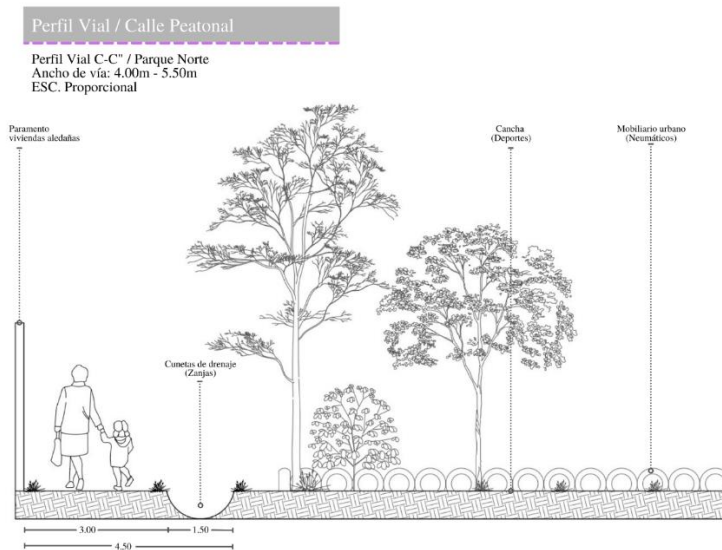 Perfil Vial / Calle Peatonal
Perfil Vial C-C" / Parque Norte
Ancho de vía: 4.00m - 5.50m
ESC. Proporcional
Paramento
viviendas aledañas
Cancha
(Deportes)
Mobiliario urbano
(Neumáticos)
Cunetas de drenaje
(Zanjas)
3.00
1.50
4.50